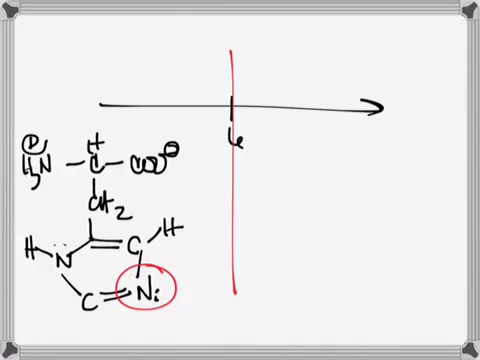 6
⊕ H
H₃N – C – COO⊖
CH₂
H C H
N
C N: